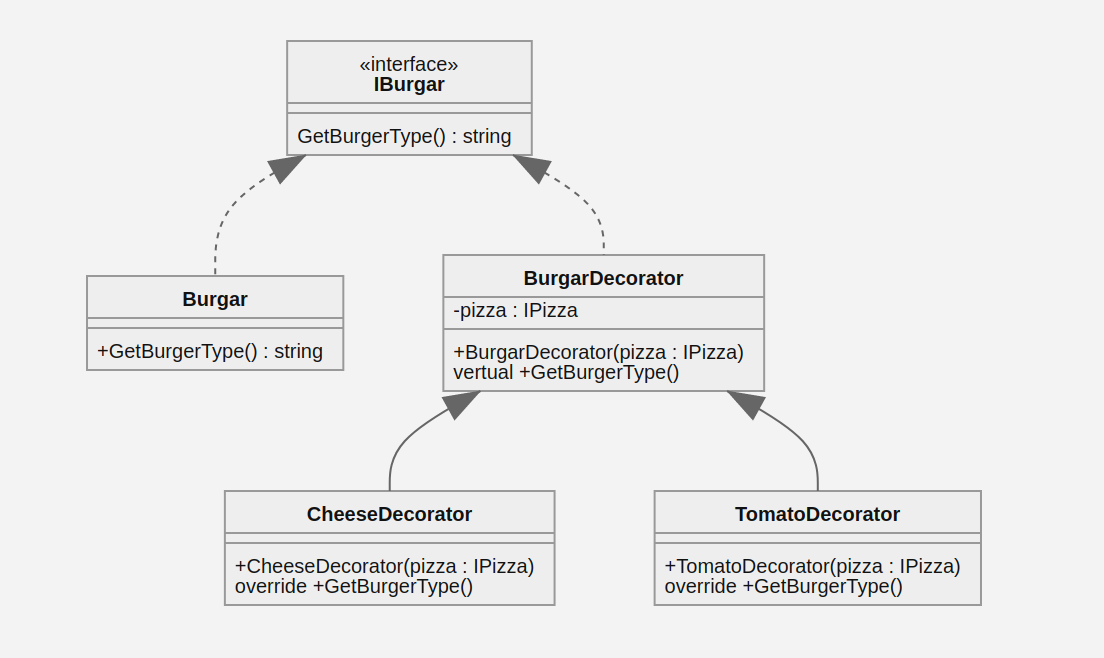 «interface»
IBurgar
GetBurgerType() : string
Burgar
+GetBurgerType() : string
BurgarDecorator
-pizza : IPizza
+BurgarDecorator(pizza : IPizza)
vertual +GetBurgerType()
CheeseDecorator
+CheeseDecorator(pizza : IPizza)
override +GetBurgerType()
TomatoDecorator
+TomatoDecorator(pizza : IPizza)
override +GetBurgerType()